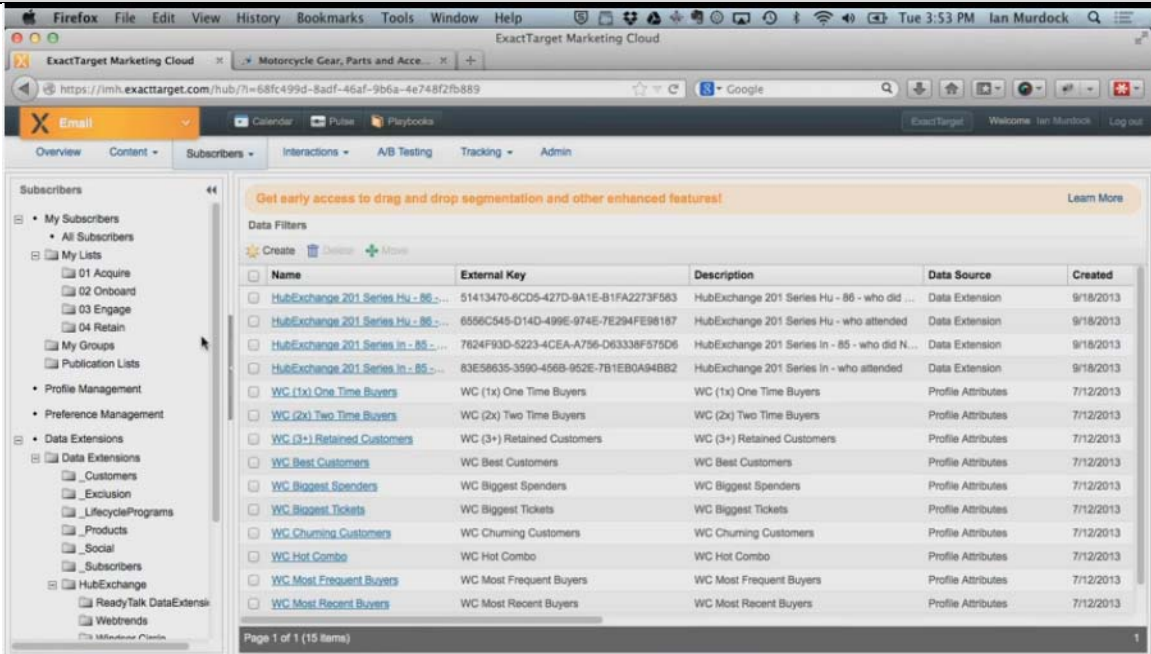 Firefox File Edit View History Bookmarks Tools Window Help Tue 3:53 PM Ian Murdock
ExactTarget Marketing Cloud
ExactTarget Marketing Cloud Motorcycle Gear, Parts and Acce...
https://imh.exacttarget.com/hub/?i=68fc499d-8adf-46af-9b6a-4e748f2fb889 Google
Email Calendar Pulse Playbooks ExactTarget Welcome Ian Murdock Log out
Overview Content Subscribers Interactions A/B Testing Tracking Admin
Subscribers
My Subscribers
All Subscribers
My Lists
01 Acquire
02 Onboard
03 Engage
04 Retain
My Groups
Publication Lists
Profile Management
Preference Management
Data Extensions
Data Extensions
_Customers
_Exclusion
_LifecyclePrograms
_Products
_Social
_Subscribers
HubExchange
ReadyTalk DataExtensi
Webtrends
Windsor Circle
Get early access to drag and drop segmentation and other enhanced features! Learn More
Data Filters
Create Delete Move
Name External Key Description Data Source Created
HubExchange 201 Series Hu - 86 -... 51413470-6CD5-427D-9A1E-B1FA2273F583 HubExchange 201 Series Hu - 86 - who did ... Data Extension 9/18/2013
HubExchange 201 Series Hu - 86 -... 6556C545-D14D-499E-974E-7E294FE98187 HubExchange 201 Series Hu - who attended Data Extension 9/18/2013
HubExchange 201 Series In - 85 -... 7624F93D-5223-4CEA-A756-D63338F575D6 HubExchange 201 Series In - 85 - who did N... Data Extension 9/18/2013
HubExchange 201 Series In - 85 -... 83E58635-3590-456B-952E-7B1EB0A94BB2 HubExchange 201 Series In - who attended Data Extension 9/18/2013
WC (1x) One Time Buyers WC (1x) One Time Buyers WC (1x) One Time Buyers Profile Attributes 7/12/2013
WC (2x) Two Time Buyers WC (2x) Two Time Buyers WC (2x) Two Time Buyers Profile Attributes 7/12/2013
WC (3+) Retained Customers WC (3+) Retained Customers WC (3+) Retained Customers Profile Attributes 7/12/2013
WC Best Customers WC Best Customers WC Best Customers Profile Attributes 7/12/2013
WC Biggest Spenders WC Biggest Spenders WC Biggest Spenders Profile Attributes 7/12/2013
WC Biggest Tickets WC Biggest Tickets WC Biggest Tickets Profile Attributes 7/12/2013
WC Churning Customers WC Churning Customers WC Churning Customers Profile Attributes 7/12/2013
WC Hot Combo WC Hot Combo WC Hot Combo Profile Attributes 7/12/2013
WC Most Frequent Buyers WC Most Frequent Buyers WC Most Frequent Buyers Profile Attributes 7/12/2013
WC Most Recent Buyers WC Most Recent Buyers WC Most Recent Buyers Profile Attributes 7/12/2013
Page 1 of 1 (15 items) 1